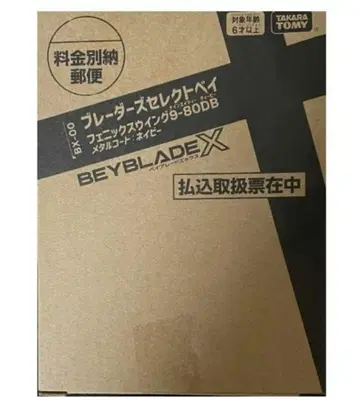 料金別納
郵便
対象年齢
6才以上
TAKARA
TOMY
BX-00
ブレーダーズセレクトベイ
フェニックスウイング9-80DB
メタルコート：ネイビー
BEYBLADE X
ベイブレードエックス
払込取扱票在中